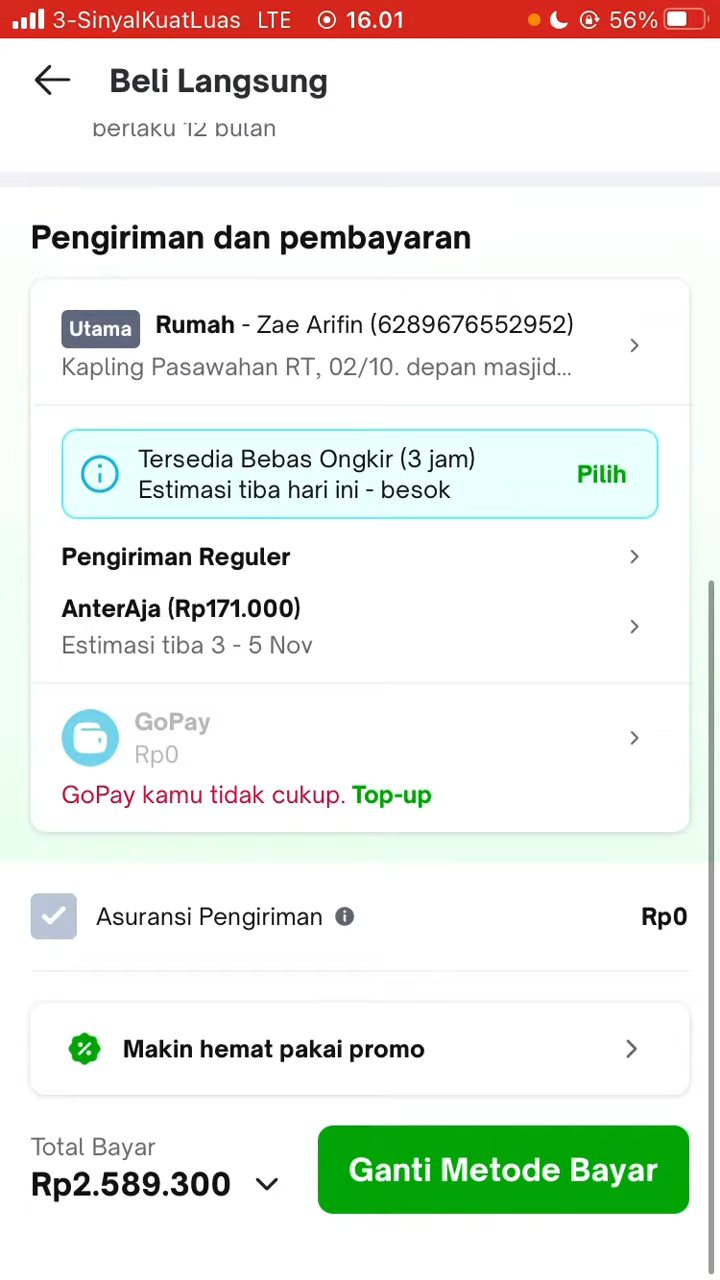 3-SinyalKuatLuas LTE 16.01 56%
Beli Langsung
berlaku 12 bulan
Pengiriman dan pembayaran
Utama Rumah - Zae Arifin (6289676552952)
Kapling Pasawahan RT, 02/10. depan masjid...
Tersedia Bebas Ongkir (3 jam)
Estimasi tiba hari ini - besok
Pilih
Pengiriman Reguler
AnterAja (Rp171.000)
Estimasi tiba 3 - 5 Nov
GoPay
Rp0
GoPay kamu tidak cukup. Top-up
Asuransi Pengiriman Rp0
Makin hemat pakai promo
Total Bayar
Rp2.589.300
Ganti Metode Bayar